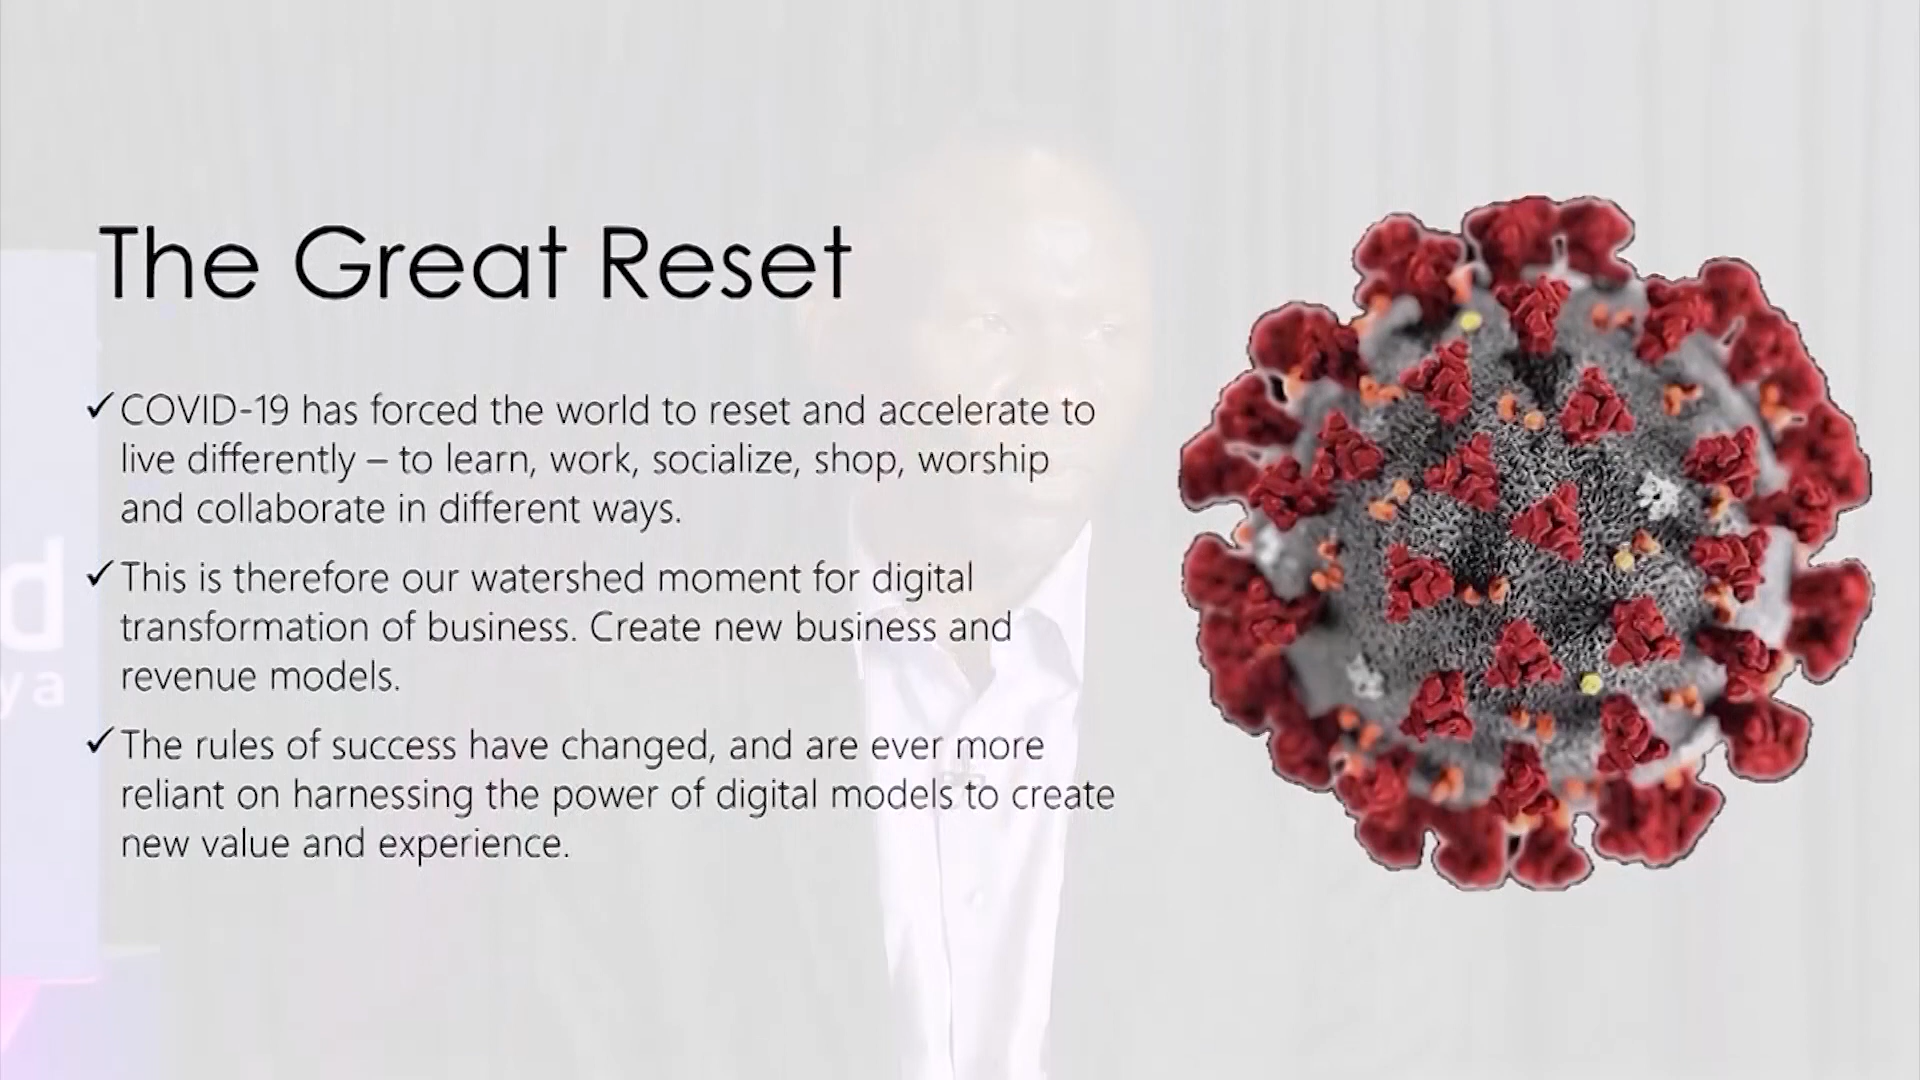 The Great Reset
✓ COVID-19 has forced the world to reset and accelerate to
live differently – to learn, work, socialize, shop, worship
and collaborate in different ways.
✓ This is therefore our watershed moment for digital
transformation of business. Create new business and
revenue models.
✓ The rules of success have changed, and are ever more
reliant on harnessing the power of digital models to create
new value and experience.
d
ya